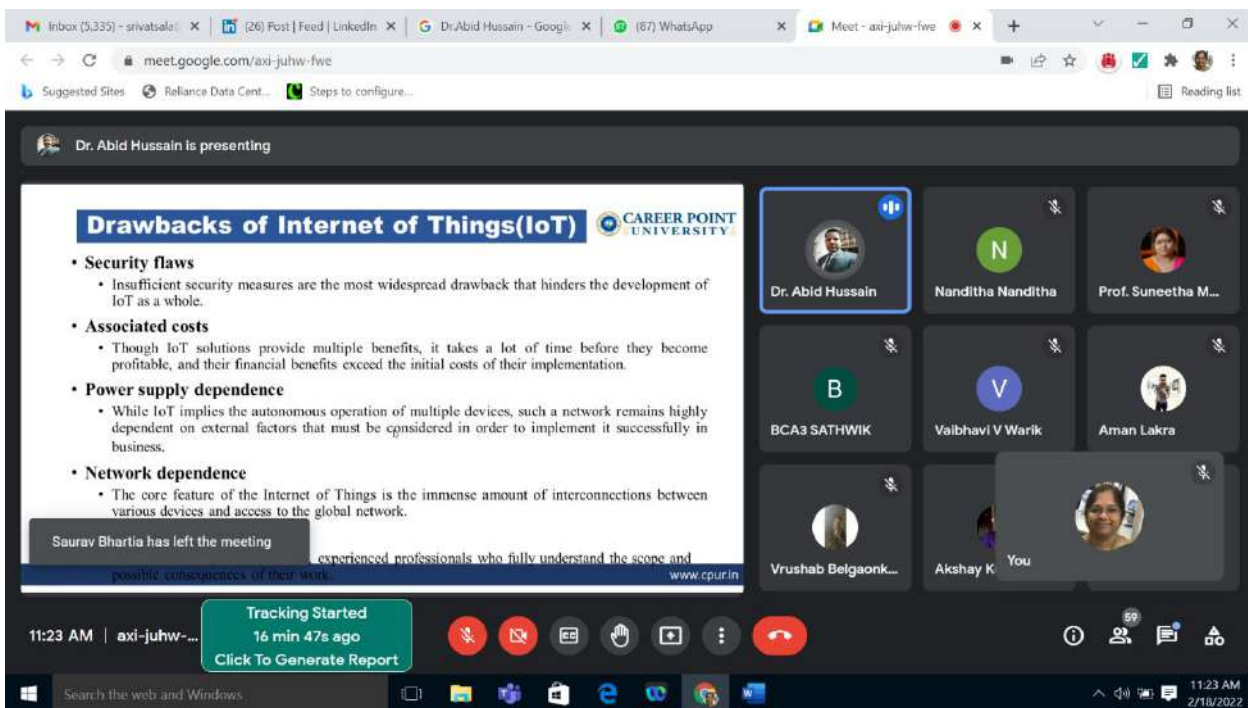 Inbox (5,335) - srivatsala
(26) Post | Feed | LinkedIn
Dr.Abid Hussain - Googl
(87) WhatsApp
Meet - axi-juhw-fwe
meet.google.com/axi-juhw-fwe
Suggested Sites
Reliance Data Cent...
Steps to configure...
Reading list
Dr. Abid Hussain is presenting
Drawbacks of Internet of Things(IoT)
CAREER POINT
UNIVERSITY
• Security flaws
• Insufficient security measures are the most widespread drawback that hinders the development of
IoT as a whole.
• Associated costs
• Though IoT solutions provide multiple benefits, it takes a lot of time before they become
profitable, and their financial benefits exceed the initial costs of their implementation.
• Power supply dependence
• While IoT implies the autonomous operation of multiple devices, such a network remains highly
dependent on external factors that must be considered in order to implement it successfully in
business.
• Network dependence
• The core feature of the Internet of Things is the immense amount of interconnections between
various devices and access to the global network.
experienced professionals who fully understand the scope and
possible consequences of their work.
www.cpur.in
Saurav Bhartia has left the meeting
Dr. Abid Hussain
N
Nanditha Nanditha
Prof. Suneetha M...
B
BCA3 SATHWIK
V
Vaibhavi V Warik
Aman Lakra
Vrushab Belgaonk...
Akshay K
You
11:23 AM | axi-juhw-...
Tracking Started
16 min 47s ago
Click To Generate Report
59
Search the web and Windows
11:23 AM
2/18/2022